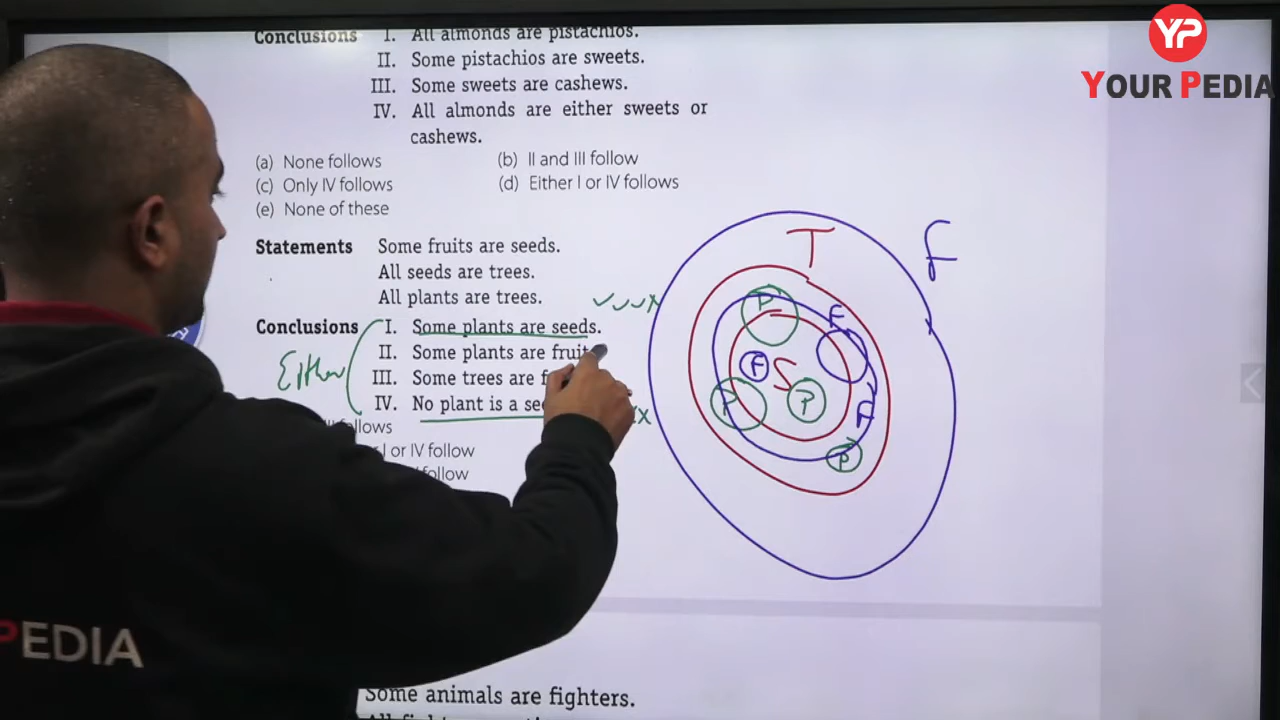 YP
YOUR PEDIA
Conclusions I. All almonds are pistachios.
II. Some pistachios are sweets.
III. Some sweets are cashews.
IV. All almonds are either sweets or
cashews.
(a) None follows (b) II and III follow
(c) Only IV follows (d) Either I or IV follows
(e) None of these
Statements Some fruits are seeds.
All seeds are trees.
All plants are trees.
Conclusions I. Some plants are seeds.
II. Some plants are
III. Some trees are
IV. No plant is a
Either
I or IV follow
T
F
P
F
F
S
P
P
P
PEDIA
Some animals are fighters.